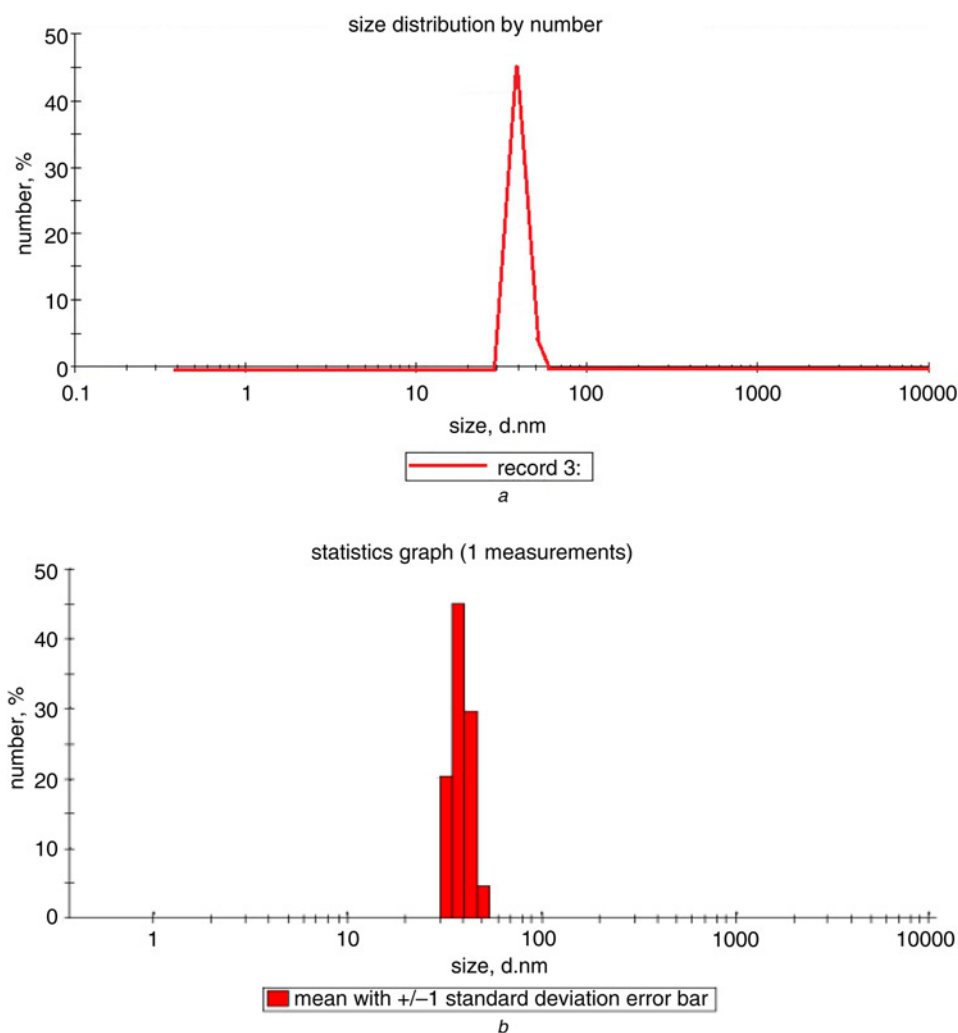 size distribution by number
50
40
30
20
10
0
number, %
0.1 1 10 100 1000 10000
size, d.nm
record 3:
a
statistics graph (1 measurements)
50
40
30
20
10
0
number, %
1 10 100 1000 10000
size, d.nm
mean with +/–1 standard deviation error bar
b